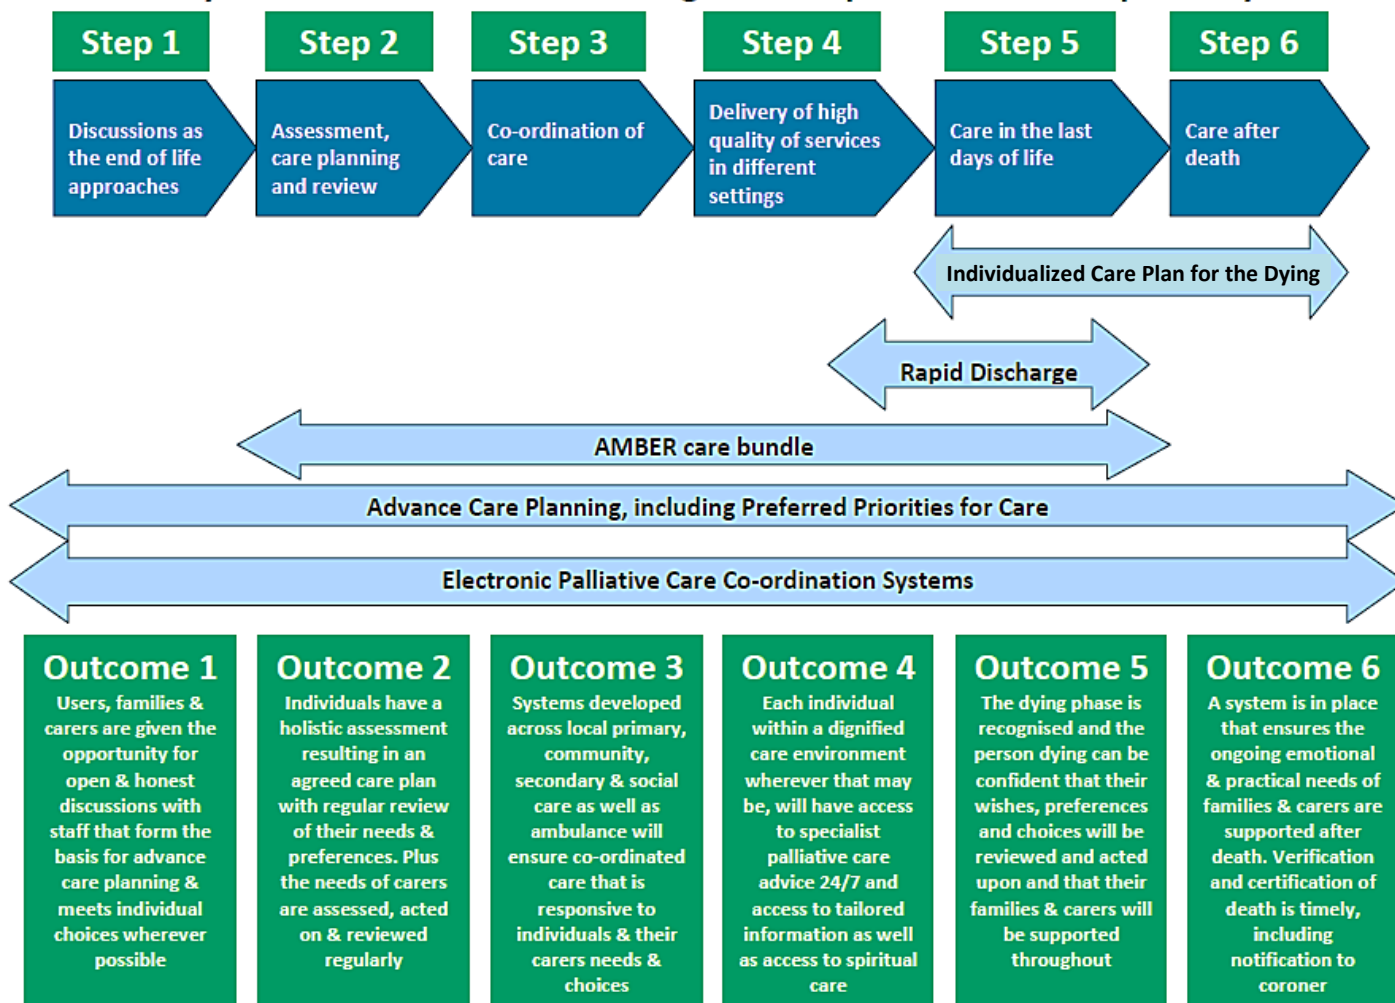 Step 1
Step 2
Step 3
Step 4
Step 5
Step 6
Discussions as
the end of life
approaches
Assessment,
care planning
and review
Co-ordination of
care
Delivery of high
quality of services
in different
settings
Care in the last
days of life
Care after
death
Individualized Care Plan for the Dying
Rapid Discharge
AMBER care bundle
Advance Care Planning, including Preferred Priorities for Care
Electronic Palliative Care Co-ordination Systems
Outcome 1
Users, families &
carers are given the
opportunity for
open & honest
discussions with
staff that form the
basis for advance
care planning &
meets individual
choices wherever
possible
Outcome 2
Individuals have a
holistic assessment
resulting in an
agreed care plan
with regular review
of their needs &
preferences. Plus
the needs of carers
are assessed, acted
on & reviewed
regularly
Outcome 3
Systems developed
across local primary,
community,
secondary & social
care as well as
ambulance will
ensure co-ordinated
care that is
responsive to
individuals & their
carers needs &
choices
Outcome 4
Each individual
within a dignified
care environment
wherever that may
be, will have access
to specialist
palliative care
advice 24/7 and
access to tailored
information as well
as access to spiritual
care
Outcome 5
The dying phase is
recognised and the
person dying can be
confident that their
wishes, preferences
and choices will be
reviewed and acted
upon and that their
families & carers will
be supported
throughout
Outcome 6
A system is in place
that ensures the
ongoing emotional
& practical needs of
families & carers are
supported after
death. Verification
and certification of
death is timely,
including
notification to
coroner